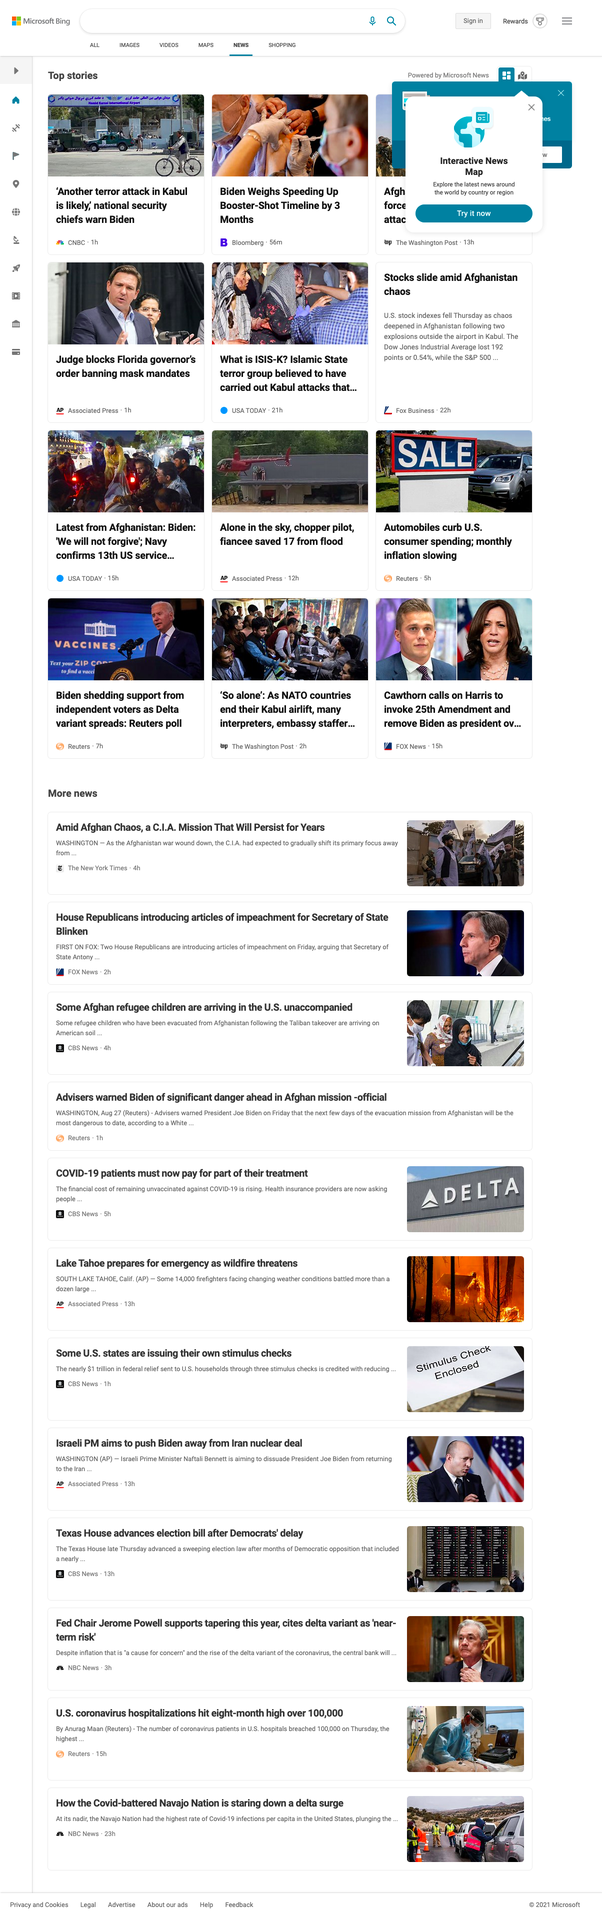 Microsoft Bing
Sign in
Rewards
ALL
IMAGES
VIDEOS
MAPS
NEWS
SHOPPING
Top stories
Powered by Microsoft News
Interactive News
Map
Explore the latest news around
the world by country or region
Try it now
'Another terror attack in Kabul
is likely,' national security
chiefs warn Biden
CNBC · 1h
Biden Weighs Speeding Up
Booster-Shot Timeline by 3
Months
Bloomberg · 56m
Afgh
force
attac
The Washington Post · 13h
Judge blocks Florida governor's
order banning mask mandates
Associated Press · 1h
What is ISIS-K? Islamic State
terror group believed to have
carried out Kabul attacks that...
USA TODAY · 21h
Stocks slide amid Afghanistan
chaos
U.S. stock indexes fell Thursday as chaos
deepened in Afghanistan following two
explosions outside the airport in Kabul. The
Dow Jones Industrial Average lost 192
points or 0.54%, while the S&P 500 ...
Fox Business · 22h
SALE
Latest from Afghanistan: Biden:
'We will not forgive'; Navy
confirms 13th US service...
USA TODAY · 15h
Alone in the sky, chopper pilot,
fiancee saved 17 from flood
Associated Press · 12h
Automobiles curb U.S.
consumer spending; monthly
inflation slowing
Reuters · 5h
VACCINES
Text your ZIP CODE
to find a vaccine
Biden shedding support from
independent voters as Delta
variant spreads: Reuters poll
Reuters · 7h
'So alone': As NATO countries
end their Kabul airlift, many
interpreters, embassy staffer...
The Washington Post · 2h
Cawthorn calls on Harris to
invoke 25th Amendment and
remove Biden as president ov...
FOX News · 15h
More news
Amid Afghan Chaos, a C.I.A. Mission That Will Persist for Years
WASHINGTON — As the Afghanistan war wound down, the C.I.A. had expected to gradually shift its primary focus away
from ...
The New York Times · 4h
House Republicans introducing articles of impeachment for Secretary of State
Blinken
FIRST ON FOX: Two House Republicans are introducing articles of impeachment on Friday, arguing that Secretary of
State Antony ...
FOX News · 2h
Some Afghan refugee children are arriving in the U.S. unaccompanied
Some refugee children who have been evacuated from Afghanistan following the Taliban takeover are arriving on
American soil ...
CBS News · 4h
Advisers warned Biden of significant danger ahead in Afghan mission -official
WASHINGTON, Aug 27 (Reuters) - Advisers warned President Joe Biden on Friday that the next few days of the evacuation mission from Afghanistan will be the
most dangerous to date, according to a White ...
Reuters · 1h
COVID-19 patients must now pay for part of their treatment
The financial cost of remaining unvaccinated against COVID-19 is rising. Health insurance providers are now asking
people ...
CBS News · 5h
DELTA
Lake Tahoe prepares for emergency as wildfire threatens
SOUTH LAKE TAHOE, Calif. (AP) — Some 14,000 firefighters facing changing weather conditions battled more than a
dozen large ...
Associated Press · 13h
Some U.S. states are issuing their own stimulus checks
The nearly $1 trillion in federal relief sent to U.S. households through three stimulus checks is credited with reducing ...
CBS News · 1h
Stimulus Check
Enclosed
Israeli PM aims to push Biden away from Iran nuclear deal
WASHINGTON (AP) — Israeli Prime Minister Naftali Bennett is aiming to dissuade President Joe Biden from returning
to the Iran ...
Associated Press · 13h
Texas House advances election bill after Democrats' delay
The Texas House late Thursday advanced a sweeping election law after months of Democratic opposition that included
a nearly ...
CBS News · 13h
Fed Chair Jerome Powell supports tapering this year, cites delta variant as 'near-
term risk'
Despite inflation that is "a cause for concern" and the rise of the delta variant of the coronavirus, the central bank will ...
NBC News · 3h
U.S. coronavirus hospitalizations hit eight-month high over 100,000
By Anurag Maan (Reuters) - The number of coronavirus patients in U.S. hospitals breached 100,000 on Thursday, the
highest ...
Reuters · 15h
How the Covid-battered Navajo Nation is staring down a delta surge
At its nadir, the Navajo Nation had the highest rate of Covid-19 infections per capita in the United States, plunging the ...
NBC News · 23h
Privacy and Cookies
Legal
Advertise
About our ads
Help
Feedback
© 2021 Microsoft